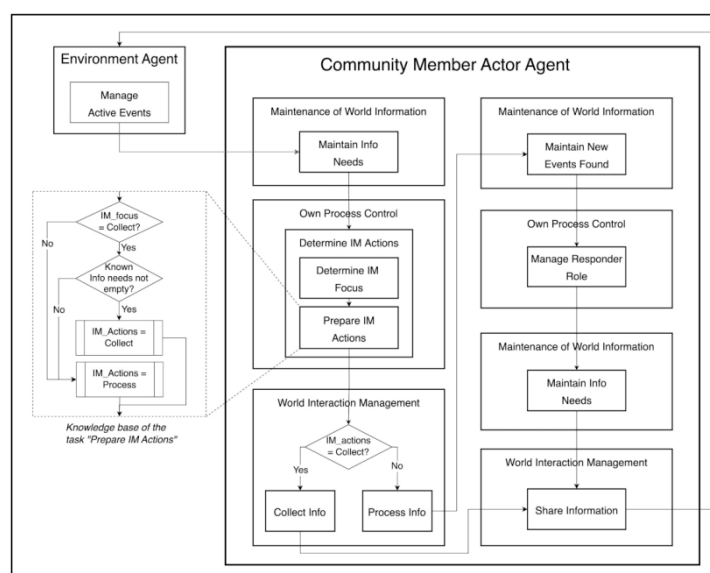 Environment Agent
Manage
Active Events
Community Member Actor Agent
Maintenance of World Information
Maintain Info
Needs
Own Process Control
Determine IM Actions
Determine IM
Focus
Prepare IM
Actions
World Interaction Management
IM_actions
= Collect?
Yes
No
Collect Info
Process Info
Maintenance of World Information
Maintain New
Events Found
Own Process Control
Manage Responder
Role
Maintenance of World Information
Maintain Info
Needs
World Interaction Management
Share Information
IM_focus
= Collect?
No
Yes
Known
Info needs not
empty?
No
Yes
IM_Actions =
Collect
IM_Actions =
Process
Knowledge base of the
task "Prepare IM Actions"